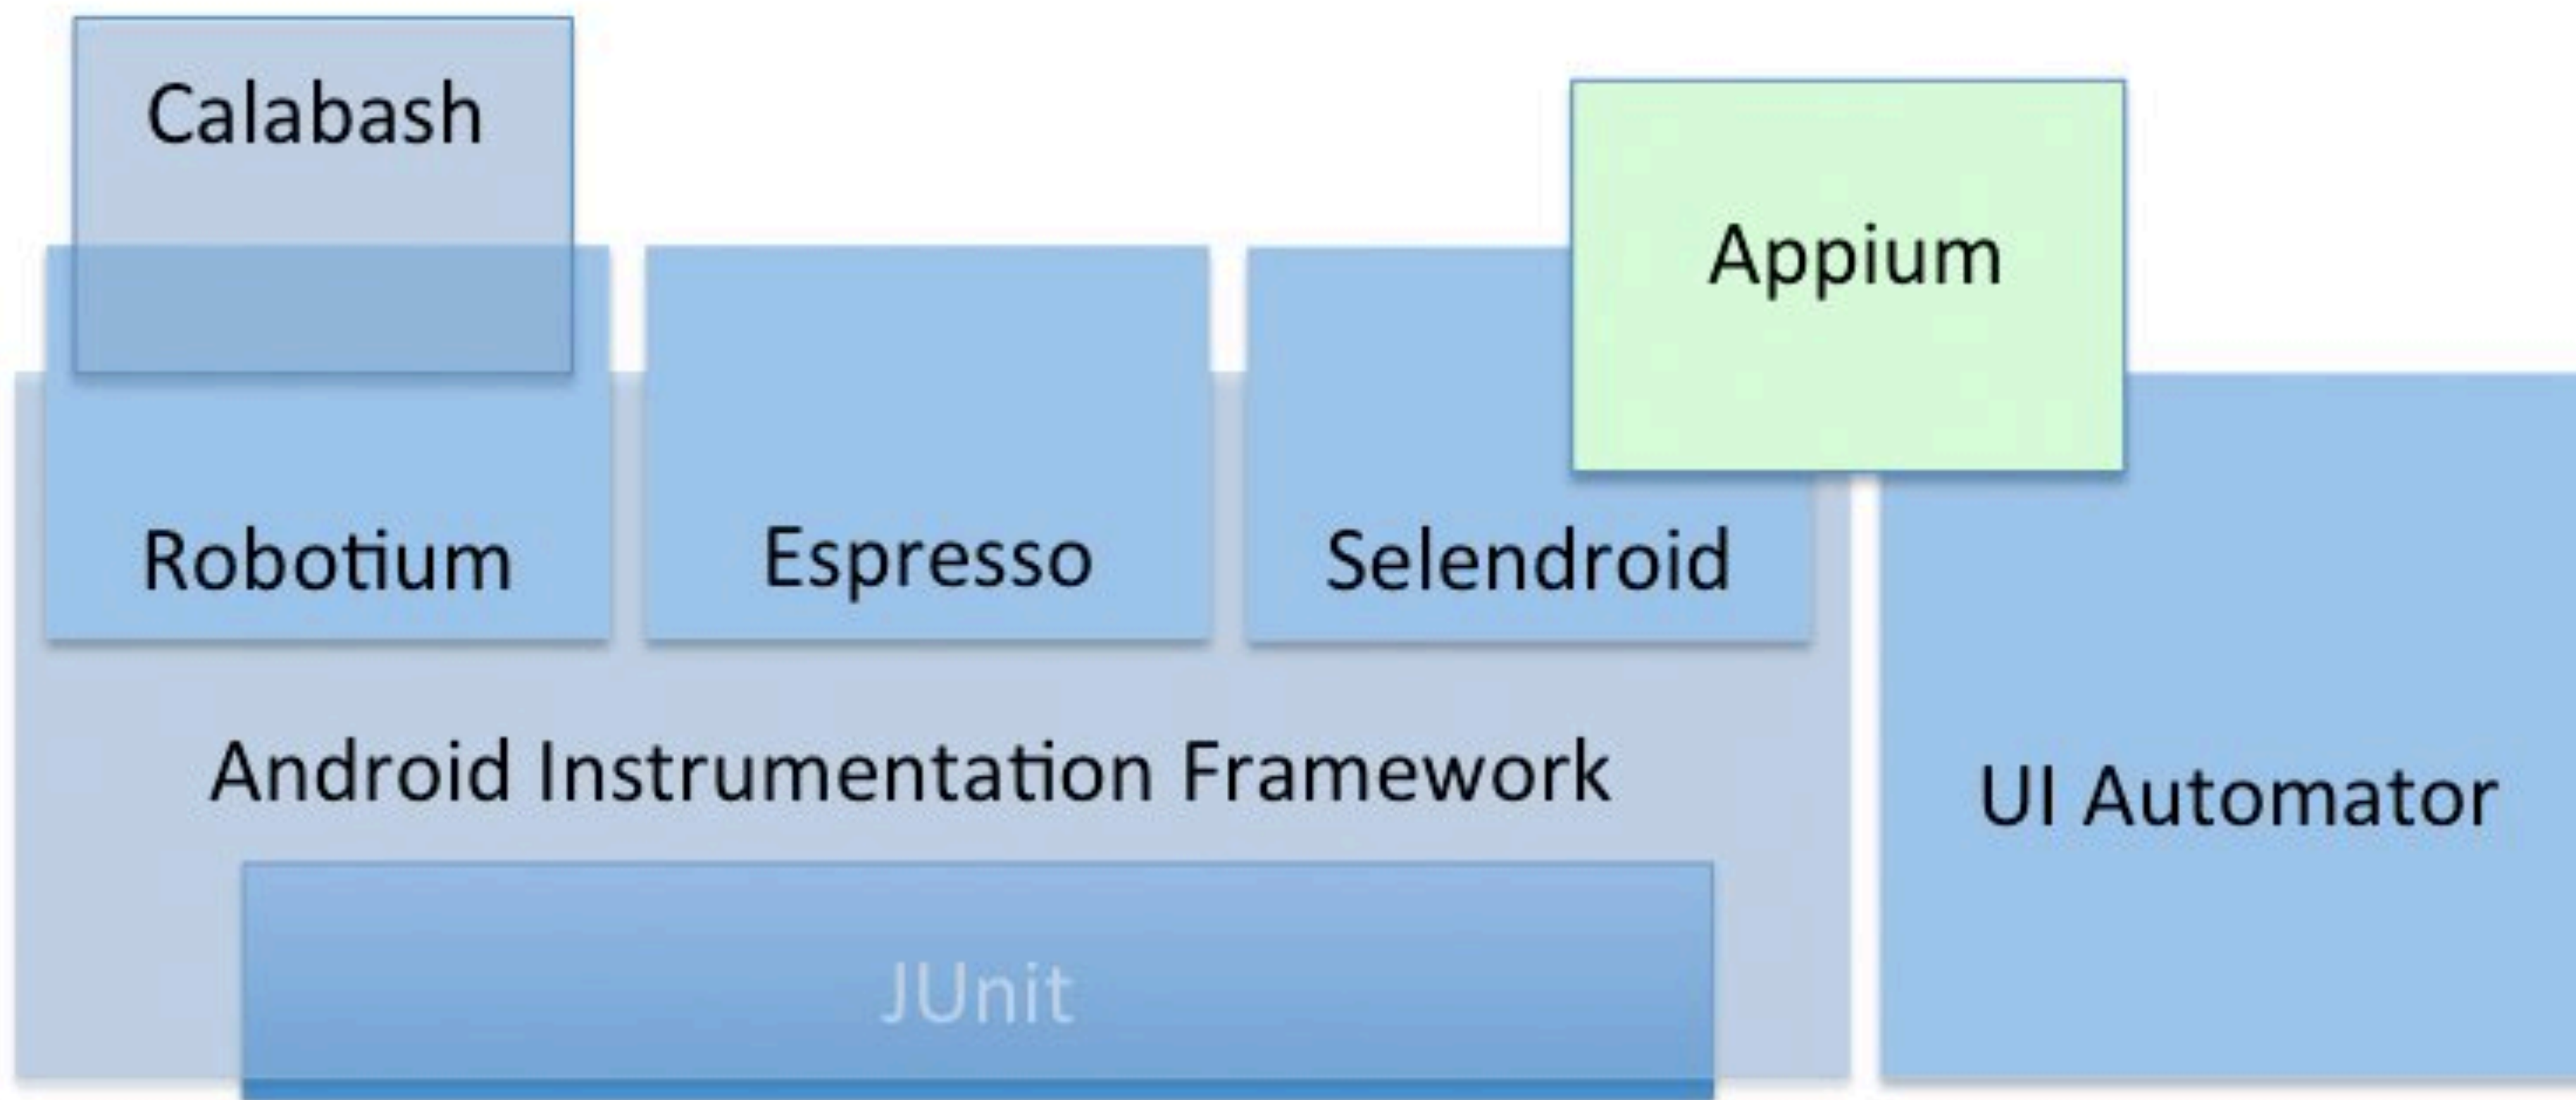 Calabash
Appium
Robotium
Espresso
Selendroid
Android Instrumentation Framework
UI Automator
JUnit